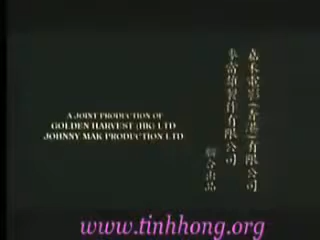 A JOINT PRODUCTION OF
GOLDEN HARVEST (HK) LTD
JOHNNY MAK PRODUCTION LTD
嘉禾電影(香港)有限公司
麥當雄製作有限公司
聯合出品
www.tinhhong.org